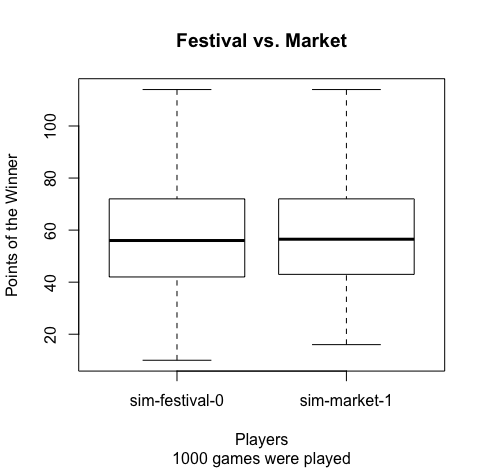 Festival vs. Market
Points of the Winner
100
80
60
40
20
sim-festival-0 sim-market-1
Players
1000 games were played